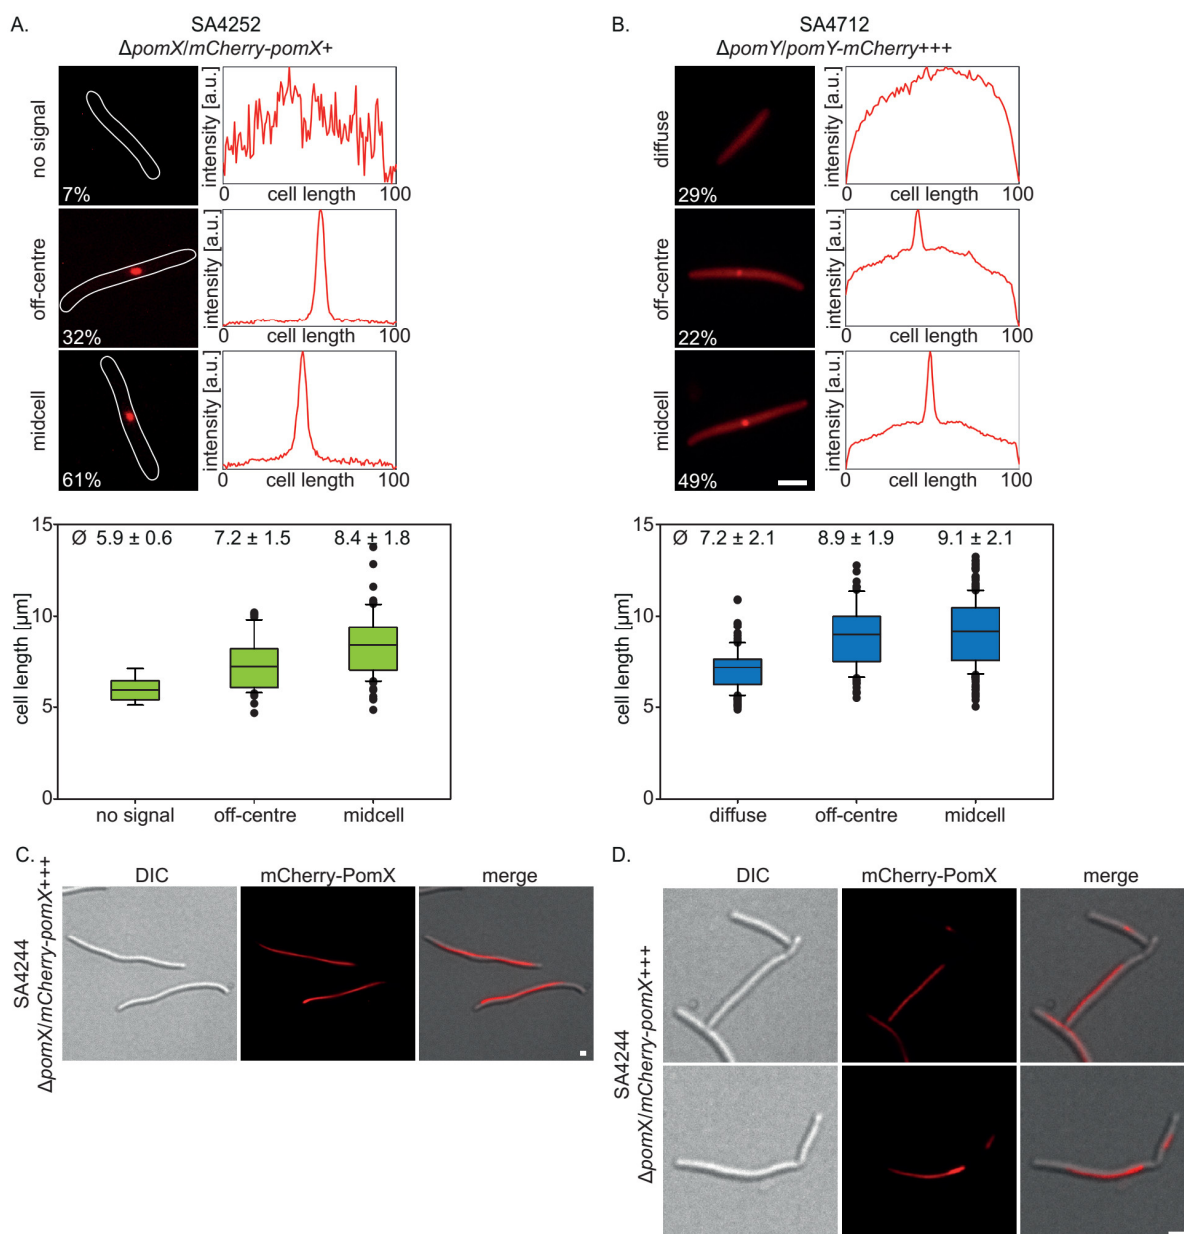 A.
SA4252
ΔpomX/mCherry-pomX+
no signal
7%
intensity [a.u.]
0 cell length 100
off-centre
32%
intensity [a.u.]
0 cell length 100
midcell
61%
intensity [a.u.]
0 cell length 100
cell length [µm]
15
10
5
0
Ø 5.9 ± 0.6 7.2 ± 1.5 8.4 ± 1.8
no signal off-centre midcell
B.
SA4712
ΔpomY/pomY-mCherry+++
diffuse
29%
intensity [a.u.]
0 cell length 100
off-centre
22%
intensity [a.u.]
0 cell length 100
midcell
49%
intensity [a.u.]
0 cell length 100
cell length [µm]
15
10
5
0
Ø 7.2 ± 2.1 8.9 ± 1.9 9.1 ± 2.1
diffuse off-centre midcell
C.
DIC mCherry-PomX merge
SA4244
ΔpomX/mCherry-pomX+++
D.
DIC mCherry-PomX merge
SA4244
ΔpomX/mCherry-pomX+++